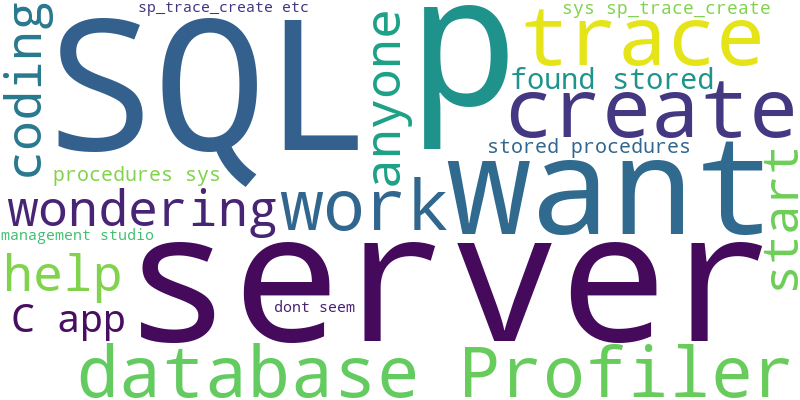 sp_trace_create etc
sys sp_trace_create
coding
SQL
anyone
p
trace
found stored
create
stored procedures
procedures sys
wondering
work
want
start
management studio
server
help
dont seem
C app
database Profiler